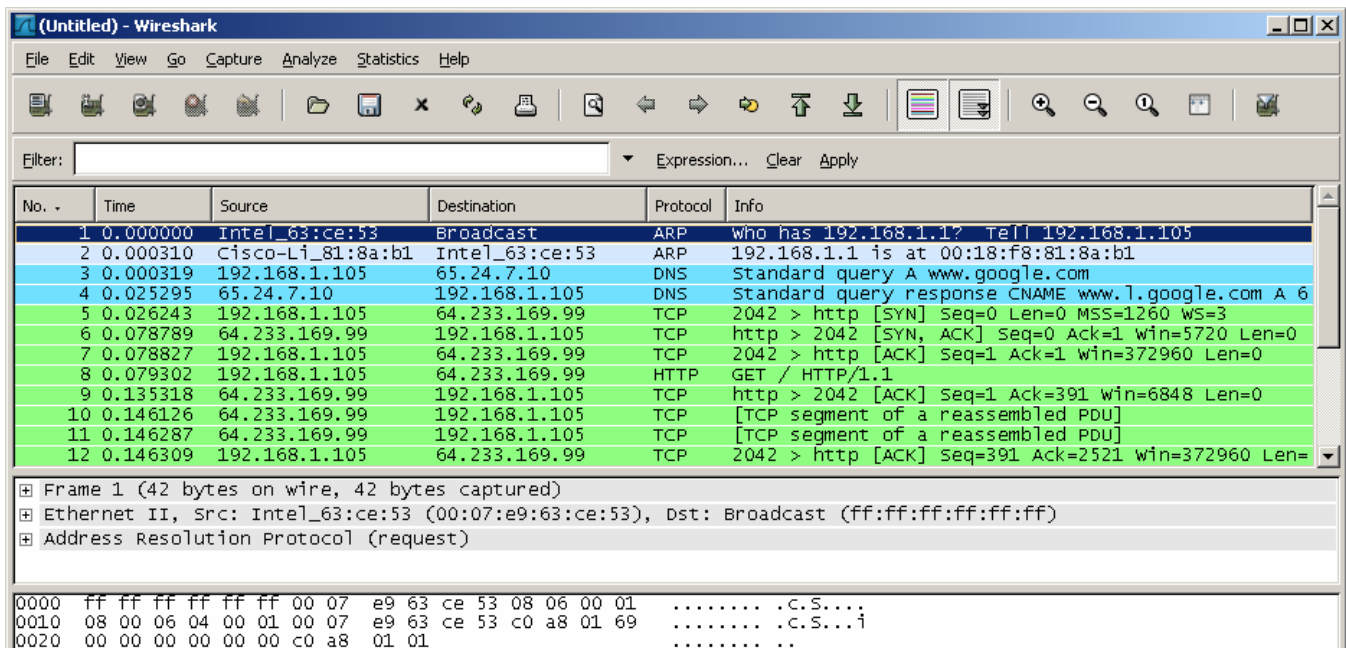 (Untitled) - Wireshark
File Edit View Go Capture Analyze Statistics Help
Filter: Expression... Clear Apply
No. Time Source Destination Protocol Info
1 0.000000 Intel_63:ce:53 Broadcast ARP Who has 192.168.1.1? Tell 192.168.1.105
2 0.000310 Cisco-Li_81:8a:b1 Intel_63:ce:53 ARP 192.168.1.1 is at 00:18:f8:81:8a:b1
3 0.000319 192.168.1.105 65.24.7.10 DNS Standard query A www.google.com
4 0.025295 65.24.7.10 192.168.1.105 DNS Standard query response CNAME www.l.google.com A 6
5 0.026243 192.168.1.105 64.233.169.99 TCP 2042 > http [SYN] Seq=0 Len=0 MSS=1260 WS=3
6 0.078789 64.233.169.99 192.168.1.105 TCP http > 2042 [SYN, ACK] Seq=0 Ack=1 Win=5720 Len=0
7 0.078827 192.168.1.105 64.233.169.99 TCP 2042 > http [ACK] Seq=1 Ack=1 Win=372960 Len=0
8 0.079302 192.168.1.105 64.233.169.99 HTTP GET / HTTP/1.1
9 0.135318 64.233.169.99 192.168.1.105 TCP http > 2042 [ACK] Seq=1 Ack=391 Win=6848 Len=0
10 0.146126 64.233.169.99 192.168.1.105 TCP [TCP segment of a reassembled PDU]
11 0.146287 64.233.169.99 192.168.1.105 TCP [TCP segment of a reassembled PDU]
12 0.146309 192.168.1.105 64.233.169.99 TCP 2042 > http [ACK] Seq=391 Ack=2521 Win=372960 Len=
Frame 1 (42 bytes on wire, 42 bytes captured)
Ethernet II, Src: Intel_63:ce:53 (00:07:e9:63:ce:53), Dst: Broadcast (ff:ff:ff:ff:ff:ff)
Address Resolution Protocol (request)
0000 ff ff ff ff ff ff 00 07 e9 63 ce 53 08 06 00 01 ........ .c.S....
0010 08 00 06 04 00 01 00 07 e9 63 ce 53 c0 a8 01 69 ........ .c.S...i
0020 00 00 00 00 00 00 c0 a8 01 01 ........ ..